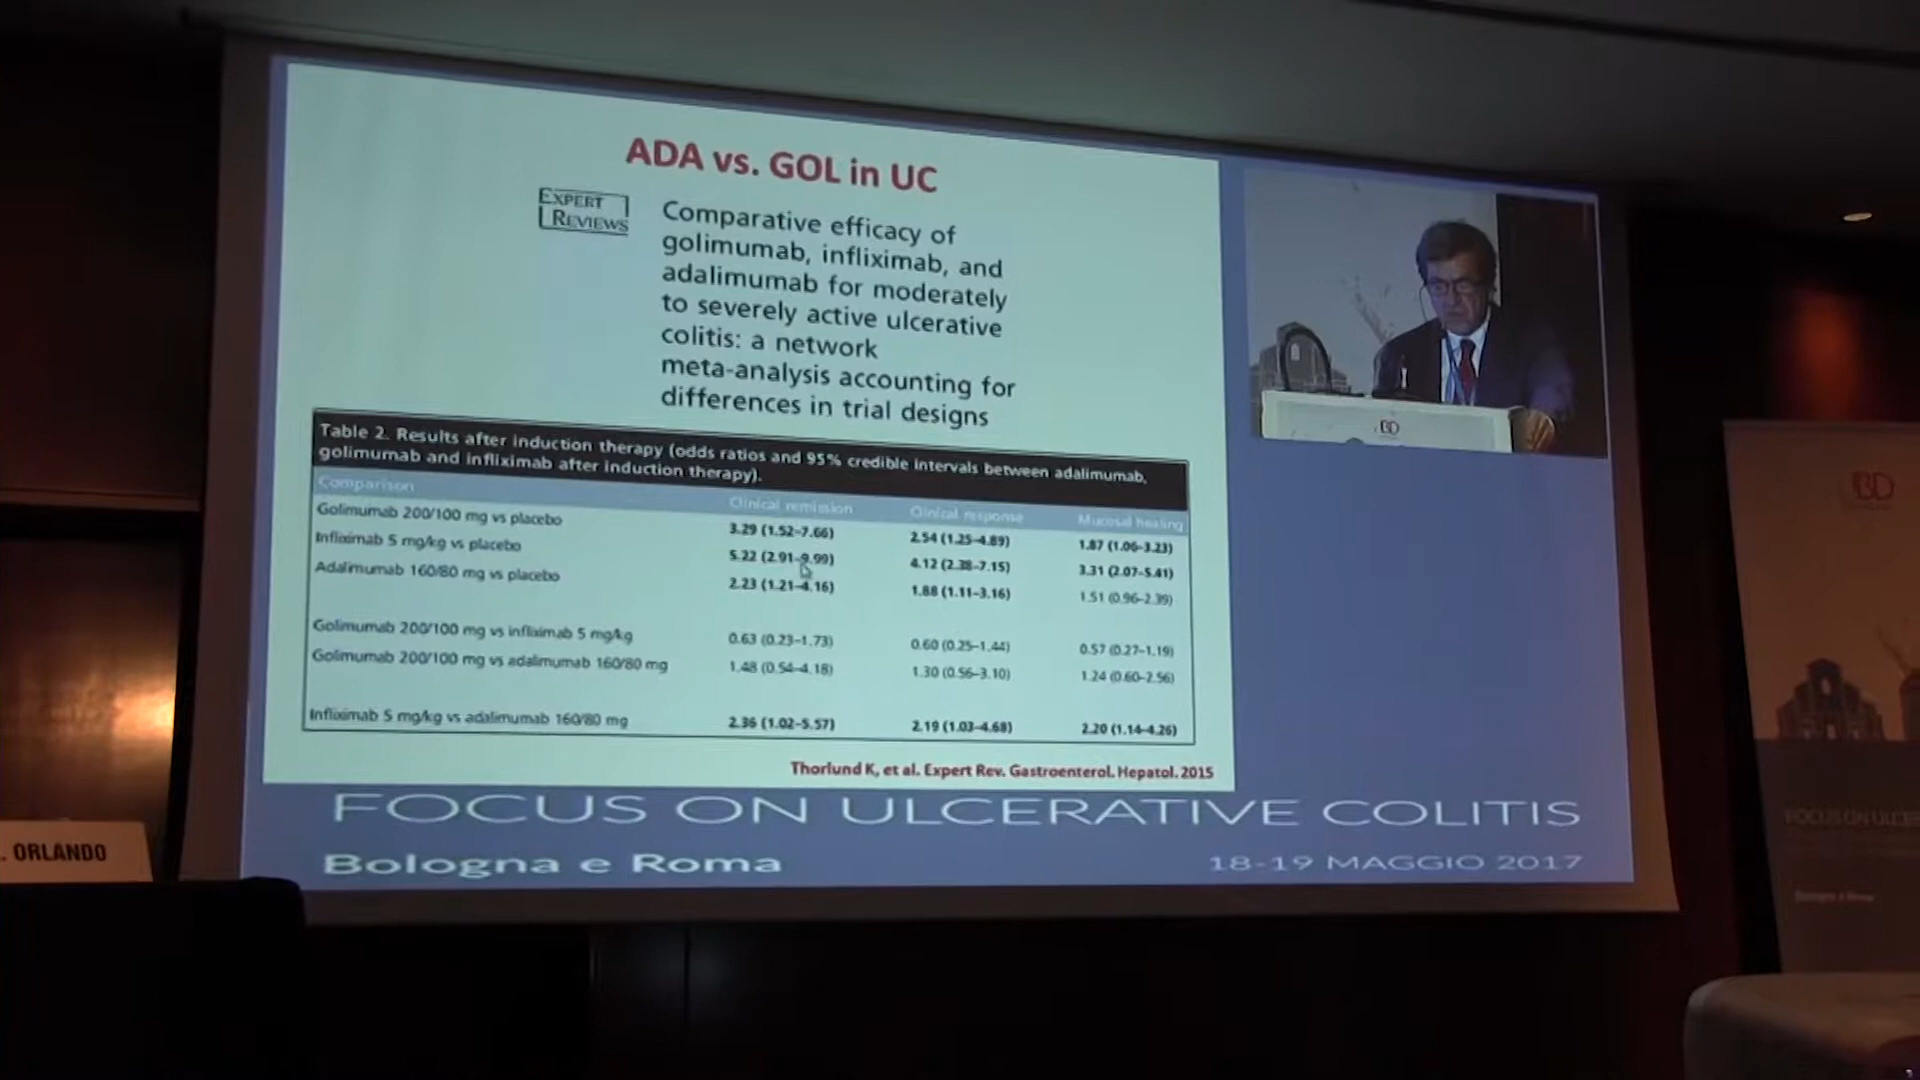 ADA vs. GOL in UC
EXPERT
REVIEWS
Comparative efficacy of
golimumab, infliximab, and
adalimumab for moderately
to severely active ulcerative
colitis: a network
meta-analysis accounting for
differences in trial designs
Table 2. Results after induction therapy (odds ratios and 95% credible intervals between adalimumab,
golimumab and infliximab after induction therapy).
Comparison Clinical remission Clinical response Mucosal healing
Golimumab 200/100 mg vs placebo 3.29 (1.52–7.66) 2.54 (1.25–4.89) 1.87 (1.06–3.23)
Infliximab 5 mg/kg vs placebo 5.22 (2.91–9.99) 4.12 (2.38–7.15) 3.31 (2.07–5.41)
Adalimumab 160/80 mg vs placebo 2.23 (1.21–4.16) 1.88 (1.11–3.16) 1.51 (0.96–2.39)
Golimumab 200/100 mg vs infliximab 5 mg/kg 0.63 (0.23–1.73) 0.60 (0.25–1.44) 0.57 (0.27–1.19)
Golimumab 200/100 mg vs adalimumab 160/80 mg 1.48 (0.54–4.18) 1.30 (0.56–3.10) 1.24 (0.60–2.56)
Infliximab 5 mg/kg vs adalimumab 160/80 mg 2.36 (1.02–5.57) 2.19 (1.03–4.68) 2.20 (1.14–4.26)
Thorlund K, et al. Expert Rev. Gastroenterol. Hepatol. 2015
FOCUS ON ULCERATIVE COLITIS
Bologna e Roma 18-19 MAGGIO 2017
. ORLANDO
BD
BD
FOCUS ON ULCE